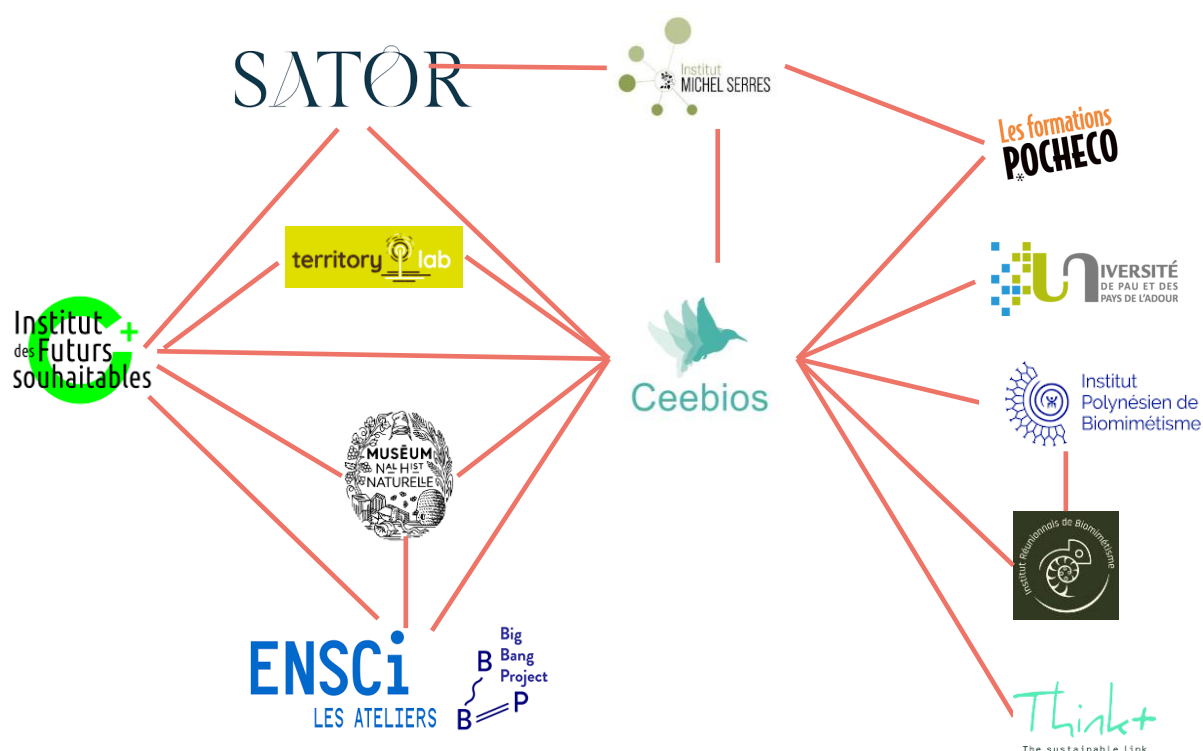 SATÔR
Institut
MICHEL SERRES
Les formations
POCHECO
territory lab
UNIVERSITÉ
DE PAU ET DES
PAYS DE L'ADOUR
Institut
des Futurs
souhaitables
Ceebios
Institut
Polynésien de
Biomimétisme
MUSĒUM
NAL HIST
NATURELLE
Institut Réunionnais de Biomimétisme
ENSCi
LES ATELIERS
Big
Bang
Project
B
B P
Think+
The sustainable link